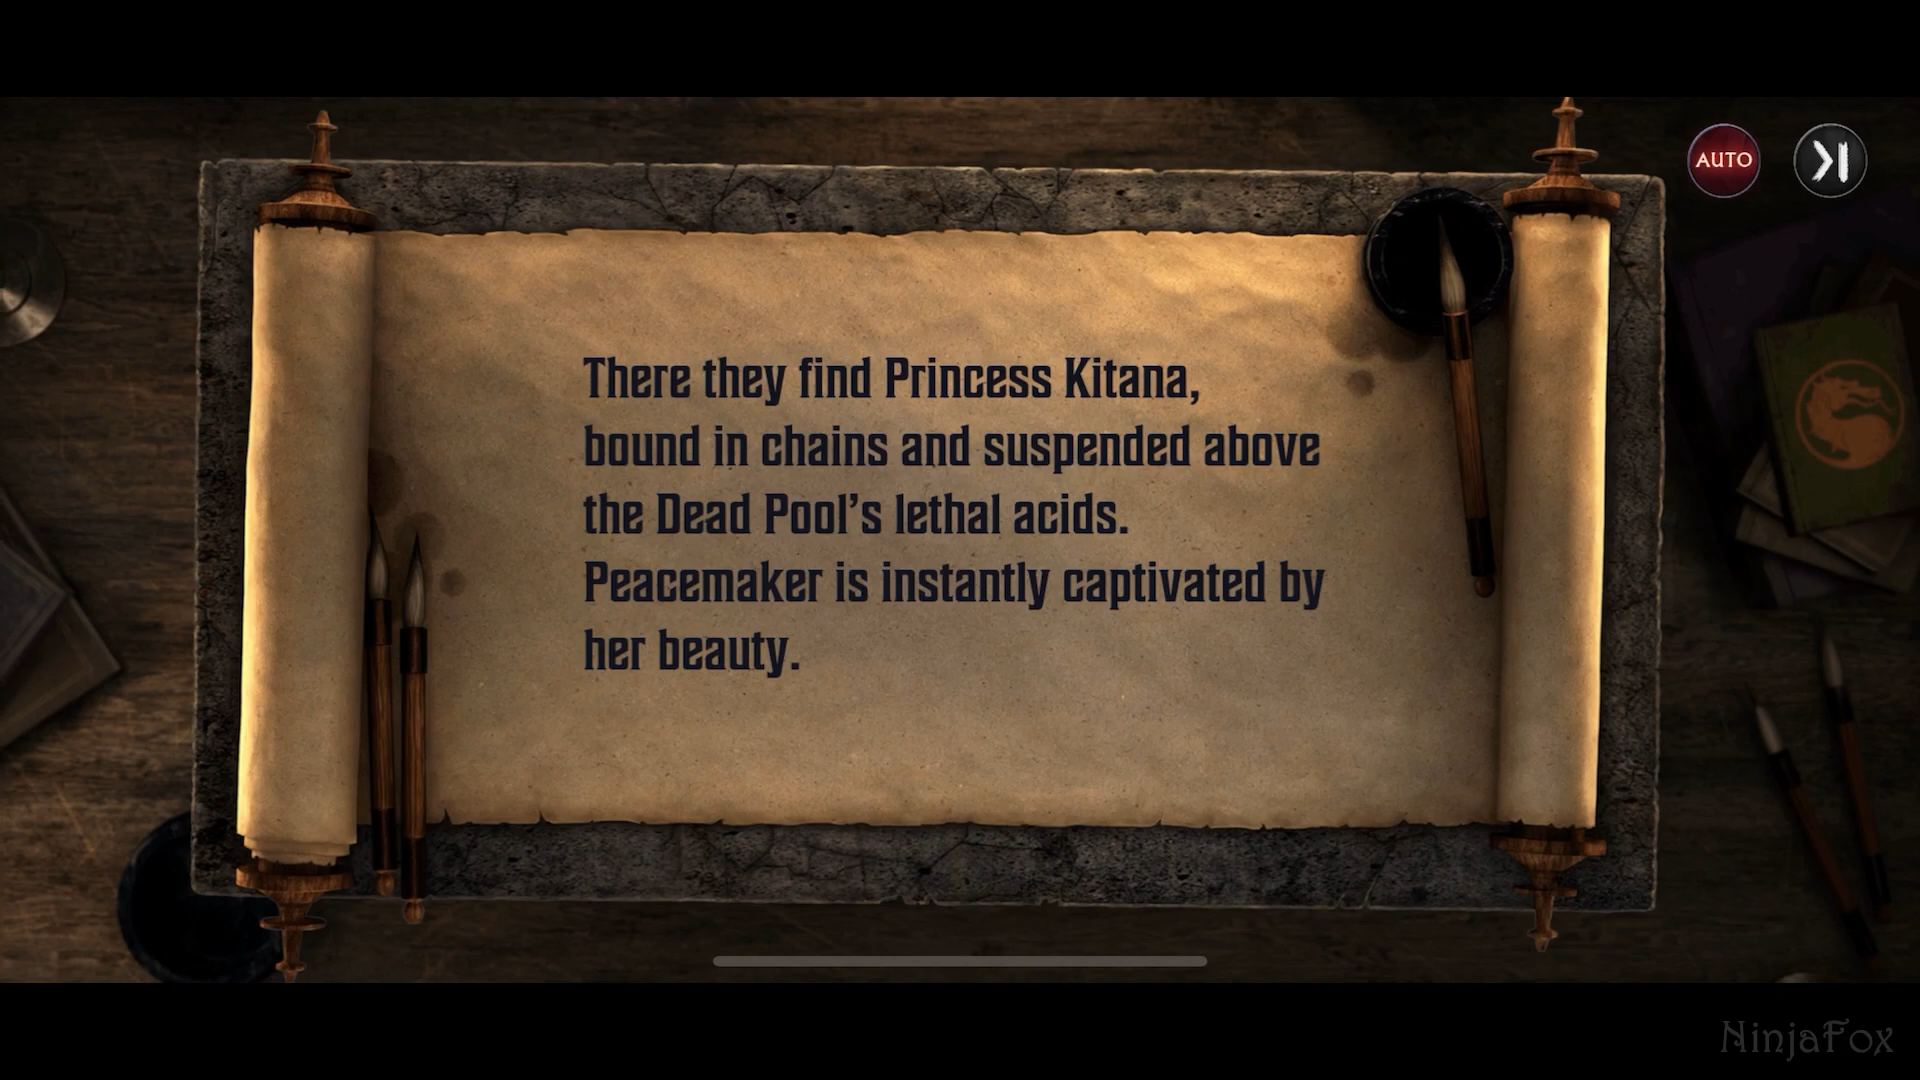 AUTO
There they find Princess Kitana,
bound in chains and suspended above
the Dead Pool’s lethal acids.
Peacemaker is instantly captivated by
her beauty.
NinjaFox